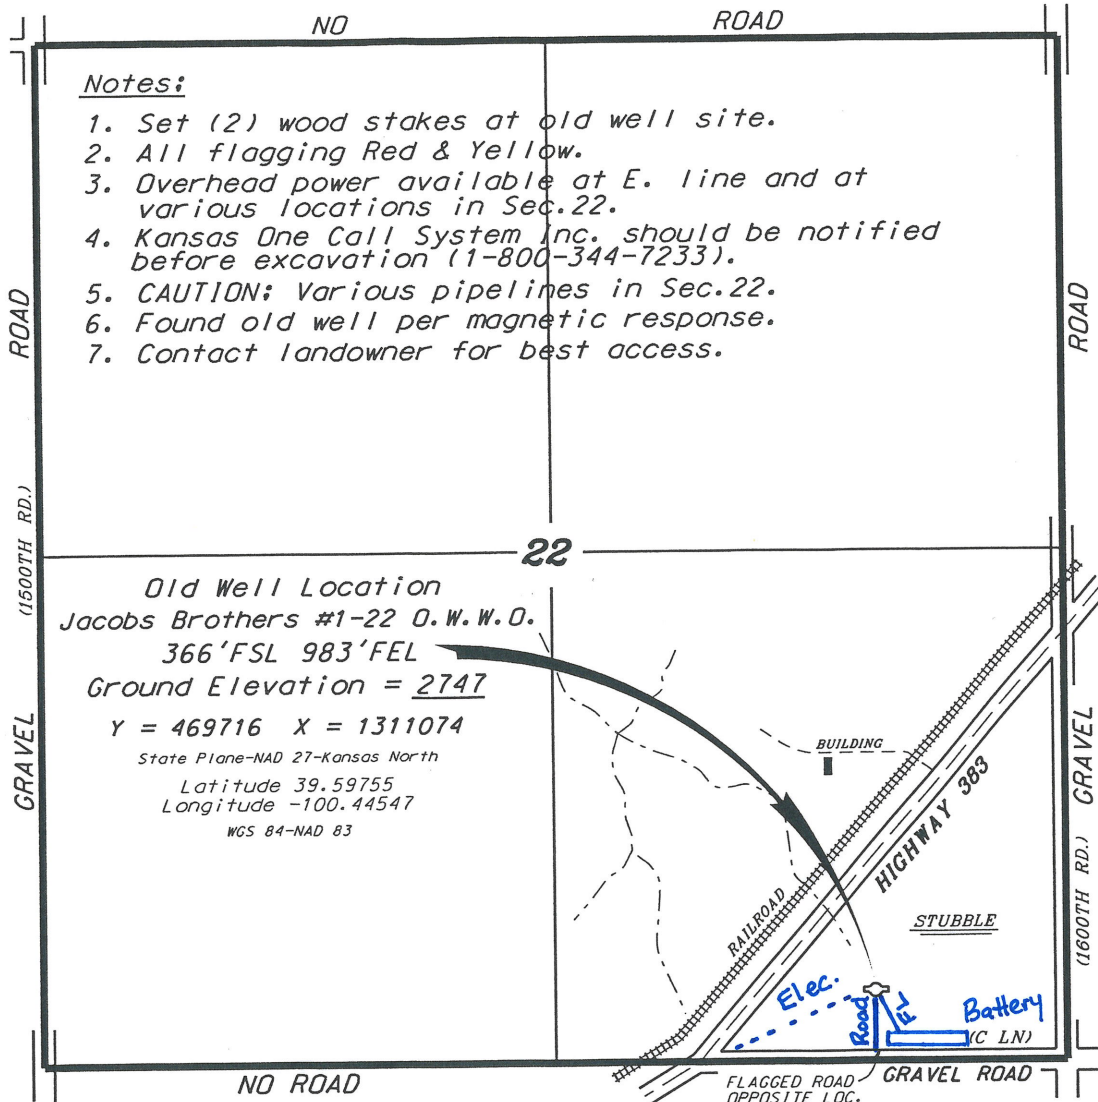 NO ROAD
Notes:
1. Set (2) wood stakes at old well site.
2. All flagging Red & Yellow.
3. Overhead power available at E. line and at
various locations in Sec.22.
4. Kansas One Call System Inc. should be notified
before excavation (1-800-344-7233).
5. CAUTION: Various pipelines in Sec.22.
6. Found old well per magnetic response.
7. Contact landowner for best access.
GRAVEL (1500TH RD.) ROAD
GRAVEL (1600TH RD.) ROAD
22
Old Well Location
Jacobs Brothers #1-22 O.W.W.O.
366'FSL 983'FEL
Ground Elevation = 2747
Y = 469716 X = 1311074
State Plane-NAD 27-Kansas North
Latitude 39.59755
Longitude -100.44547
WGS 84-NAD 83
BUILDING
HIGHWAY 383
RAILROAD
STUBBLE
Elec.
Road
FL
Battery
(C LN)
NO ROAD
FLAGGED ROAD
OPPOSITE LOC.
GRAVEL ROAD